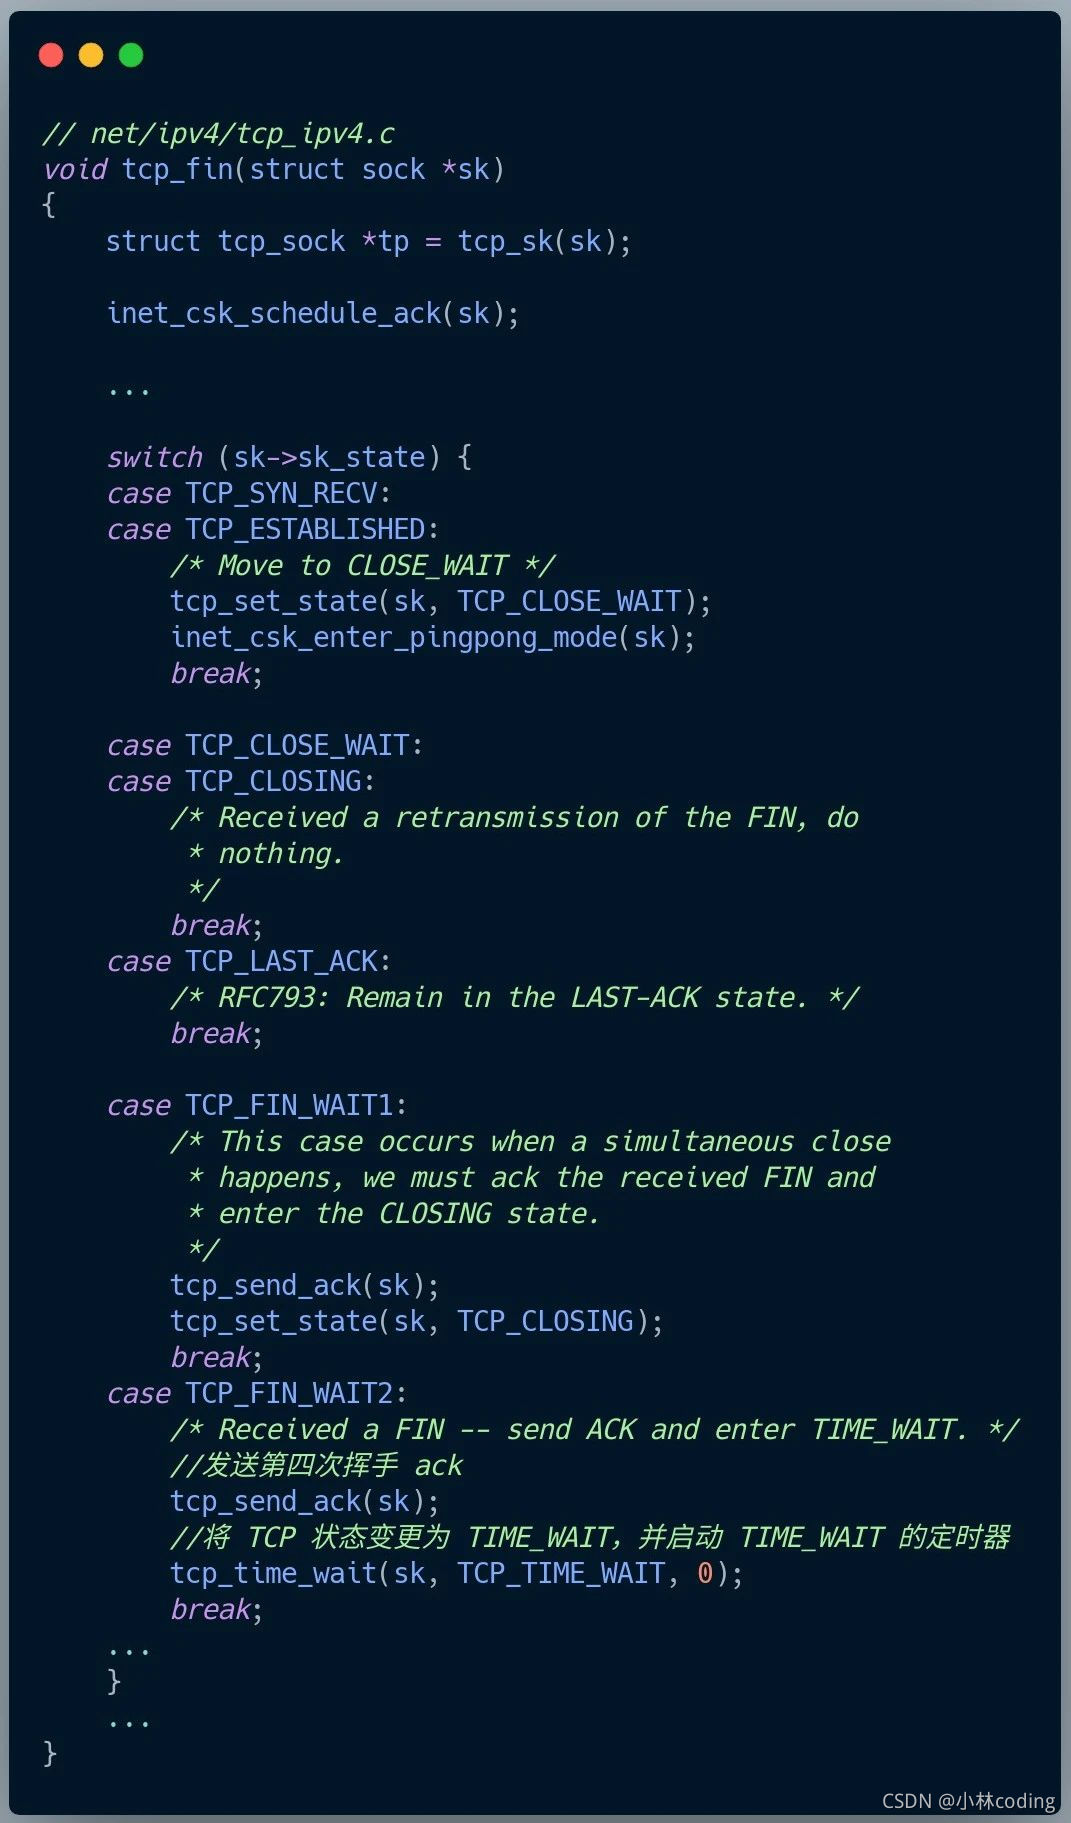 // net/ipv4/tcp_ipv4.c
void tcp_fin(struct sock *sk)
{
    struct tcp_sock *tp = tcp_sk(sk);

    inet_csk_schedule_ack(sk);

    ...

    switch (sk->sk_state) {
    case TCP_SYN_RECV:
    case TCP_ESTABLISHED:
        /* Move to CLOSE_WAIT */
        tcp_set_state(sk, TCP_CLOSE_WAIT);
        inet_csk_enter_pingpong_mode(sk);
        break;

    case TCP_CLOSE_WAIT:
    case TCP_CLOSING:
        /* Received a retransmission of the FIN, do
         * nothing.
         */
        break;
    case TCP_LAST_ACK:
        /* RFC793: Remain in the LAST-ACK state. */
        break;

    case TCP_FIN_WAIT1:
        /* This case occurs when a simultaneous close
         * happens, we must ack the received FIN and
         * enter the CLOSING state.
         */
        tcp_send_ack(sk);
        tcp_set_state(sk, TCP_CLOSING);
        break;
    case TCP_FIN_WAIT2:
        /* Received a FIN -- send ACK and enter TIME_WAIT. */
        //发送第四次挥手 ack
        tcp_send_ack(sk);
        //将 TCP 状态变更为 TIME_WAIT，并启动 TIME_WAIT 的定时器
        tcp_time_wait(sk, TCP_TIME_WAIT, 0);
        break;
    ...
    }
    ...
}
CSDN @小林coding